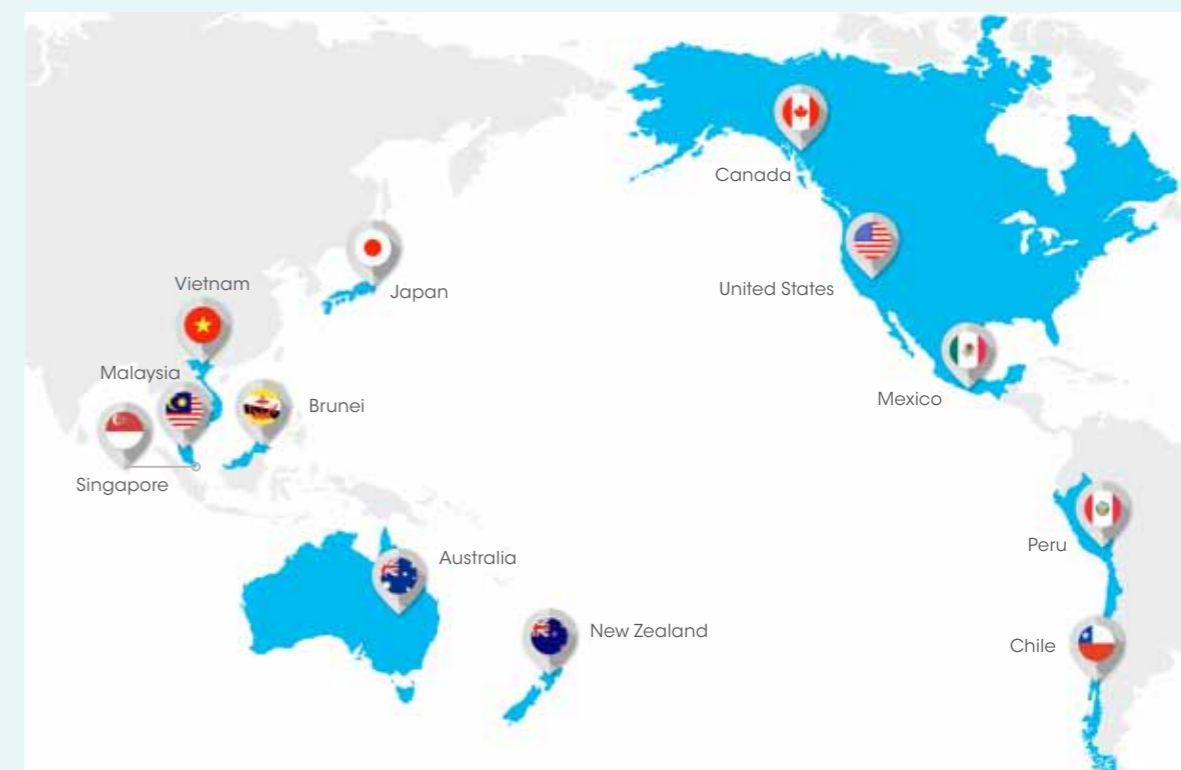 Canada
Vietnam
United States
Japan
Malaysia
Mexico
Brunei
Singapore
Peru
Australia
New Zealand
Chile